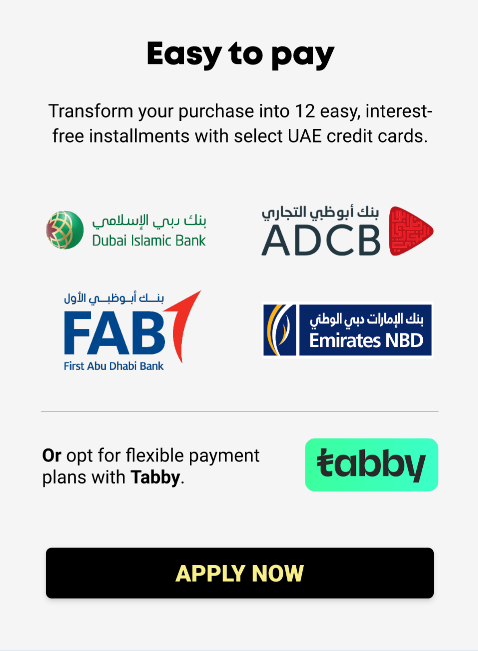 Easy to pay
Transform your purchase into 12 easy, interest-
free installments with select UAE credit cards.
بنك دبي الإسلامي
Dubai Islamic Bank
بنك أبوظبي التجاري
ADCB
بنك أبوظبي الأول
FAB
First Abu Dhabi Bank
بنك الإمارات دبي الوطني
Emirates NBD
Or opt for flexible payment
plans with Tabby.
tabby
APPLY NOW